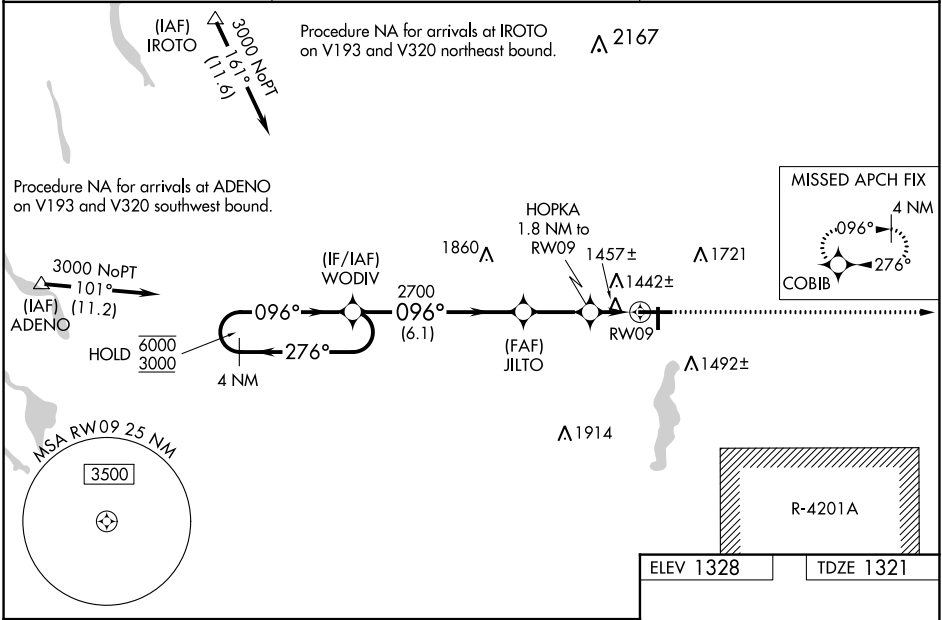 (IAF)
IROTO
3000 NoPT
161°
(11.6)
Procedure NA for arrivals at IROTO
on V193 and V320 northeast bound.
2167
Procedure NA for arrivals at ADENO
on V193 and V320 southwest bound.
MISSED APCH FIX
4 NM
096°
276°
COBIB
HOPKA
1.8 NM to
RW09
1860
1457±
1442±
1721
(IF/IAF)
WODIV
3000 NoPT
101°
(11.2)
(IAF)
ADENO
096°
2700
096°
(6.1)
(FAF)
JILTO
RW09
HOLD
6000
3000
276°
4 NM
1492±
1914
MSA RW09 25 NM
3500
R-4201A
ELEV 1328
TDZE 1321